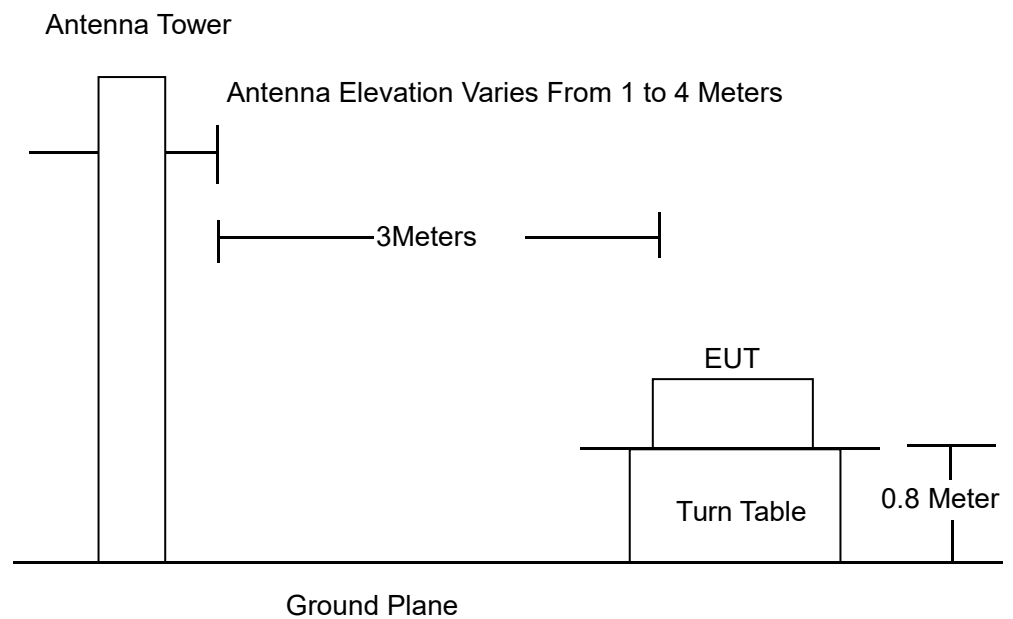 Antenna Tower
Antenna Elevation Varies From 1 to 4 Meters
3Meters
EUT
Turn Table
0.8 Meter
Ground Plane